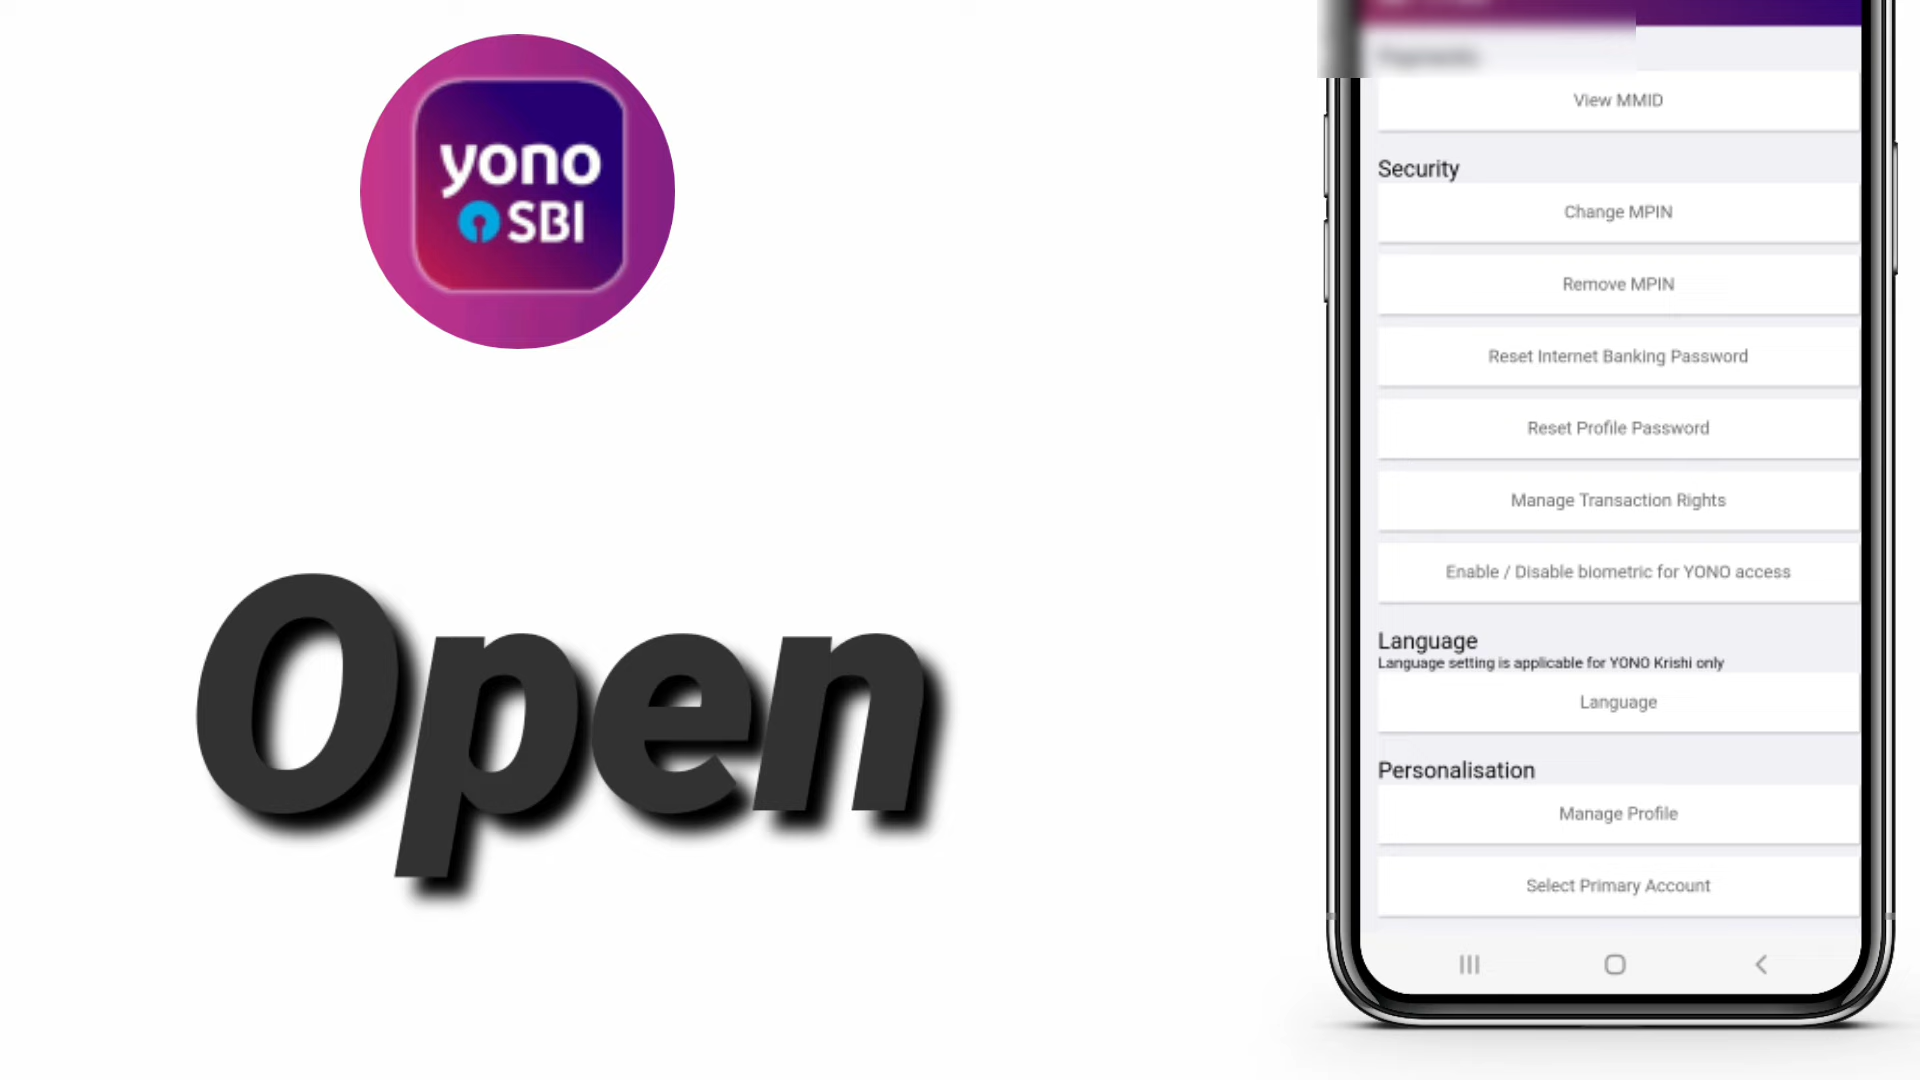 yono
SBI
Open
View MMID
Security
Change MPIN
Remove MPIN
Reset Internet Banking Password
Reset Profile Password
Manage Transaction Rights
Enable / Disable biometric for YONO access
Language
Language setting is applicable for YONO Krishi only
Language
Personalisation
Manage Profile
Select Primary Account